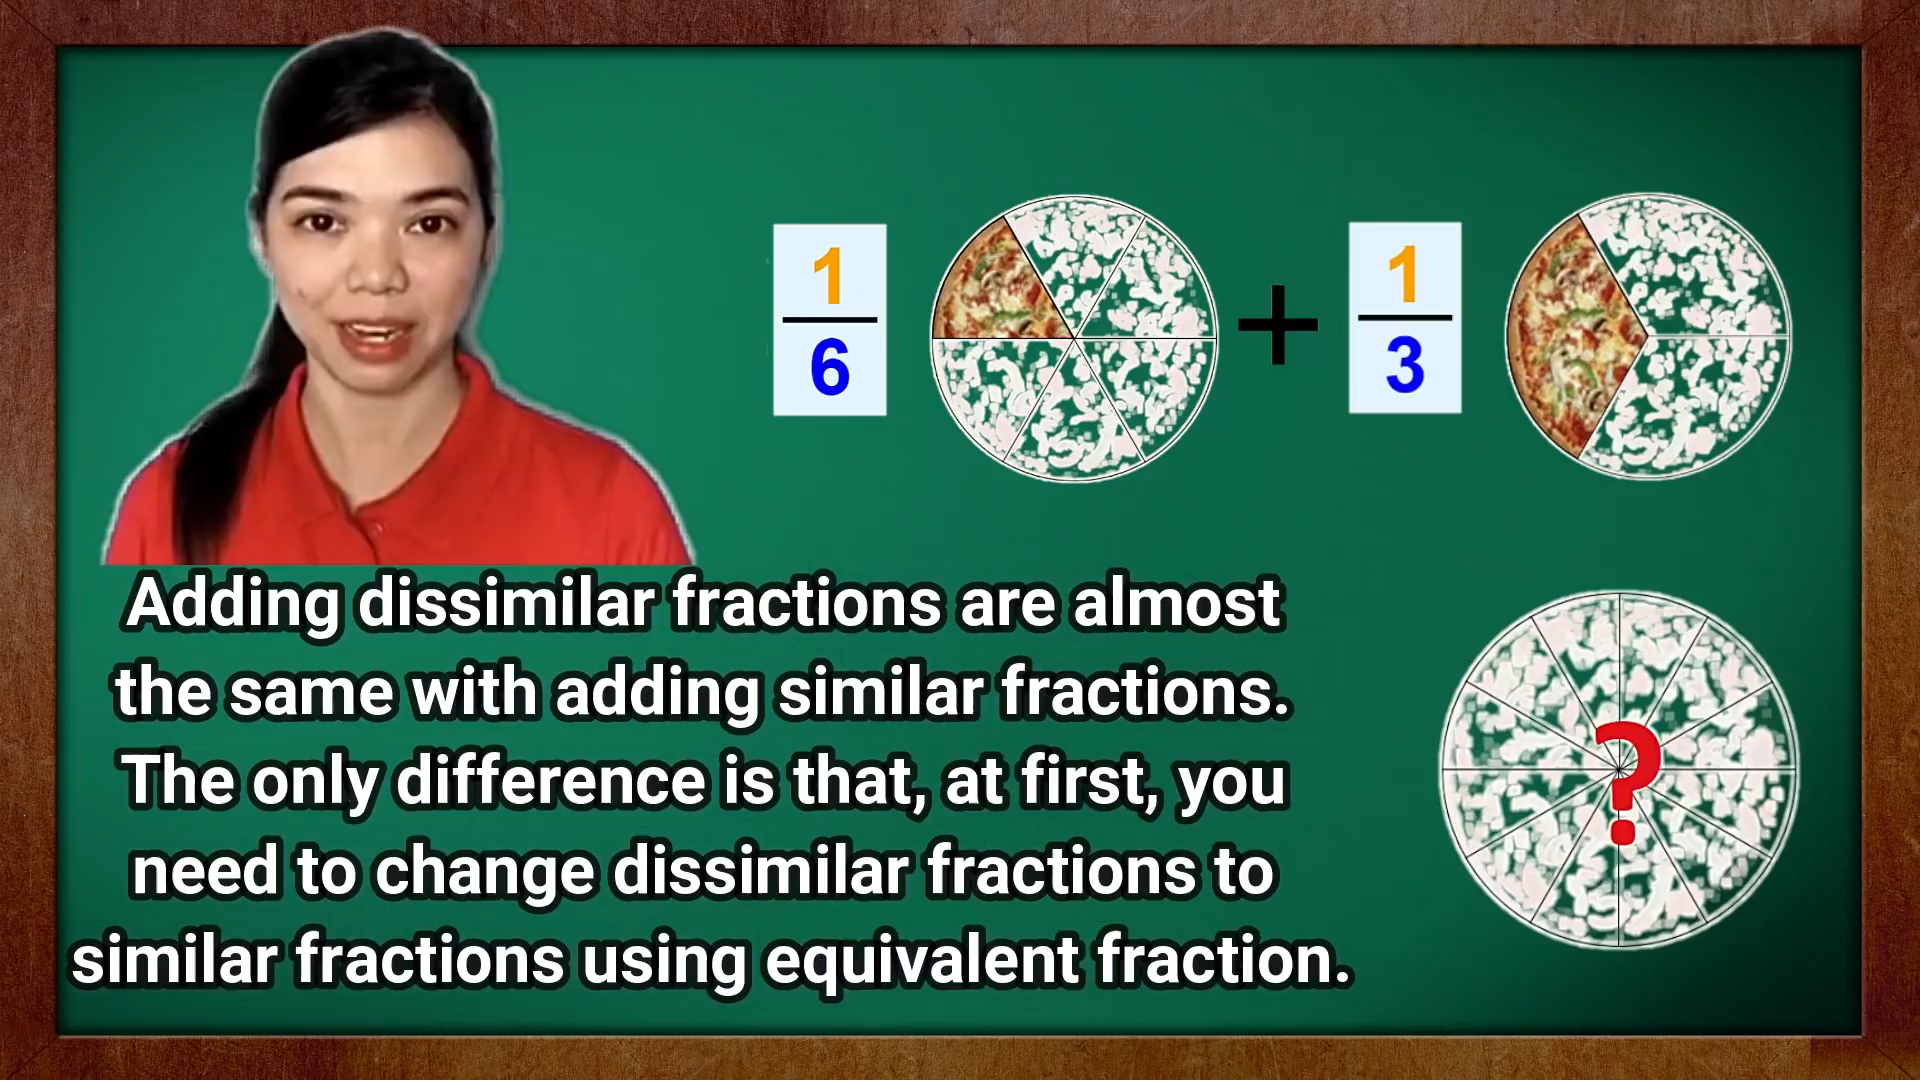 1
6
+
1
3
?
Adding dissimilar fractions are almost
the same with adding similar fractions.
The only difference is that, at first, you
need to change dissimilar fractions to
similar fractions using equivalent fraction.